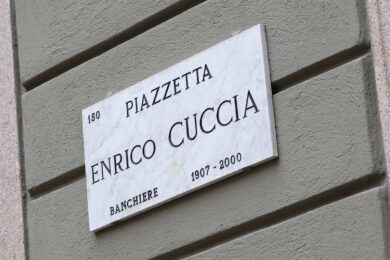 150 PIAZZETTA
ENRICO CUCCIA
BANCHIERE 1907-2000